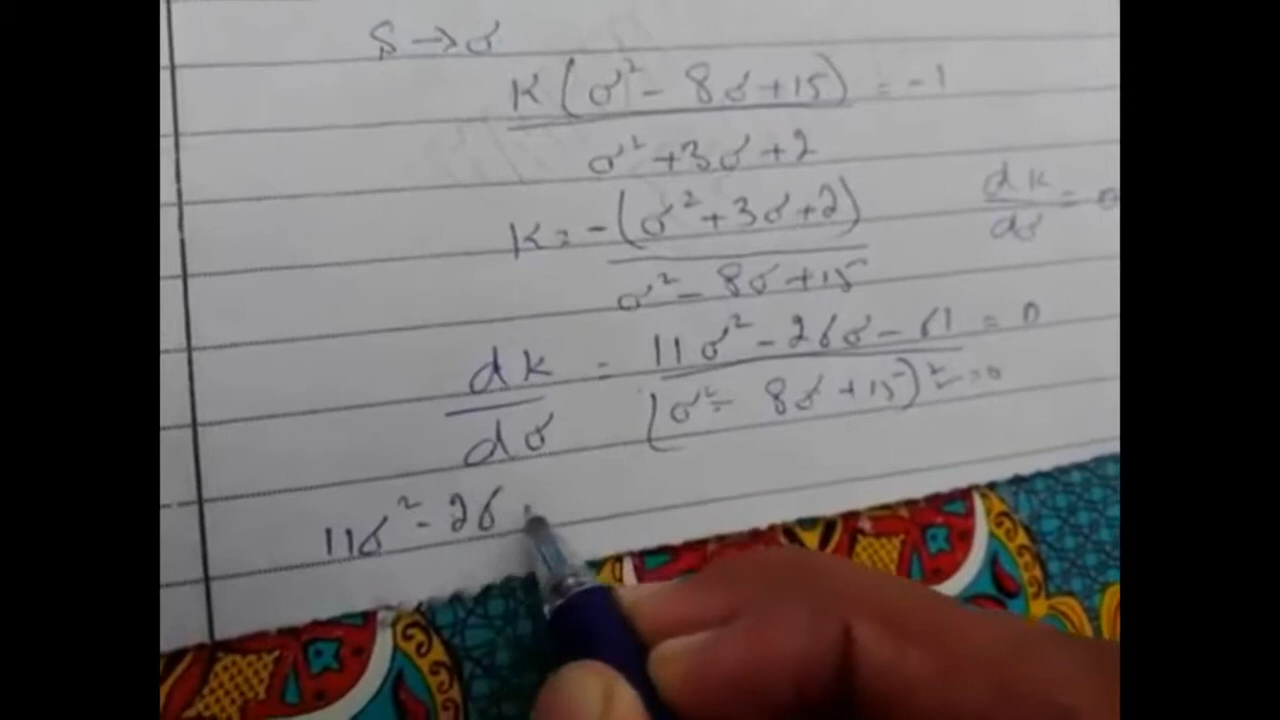 S → σ
K(σ² - 8σ+15) = -1
σ² +3σ+2
K = -(σ²+3σ+2)
dk/dσ = 0
σ² - 8σ+15
dk = 11σ² - 26σ - 61 = 0
dσ (σ² - 8σ+15)² = 0
11σ² - 26